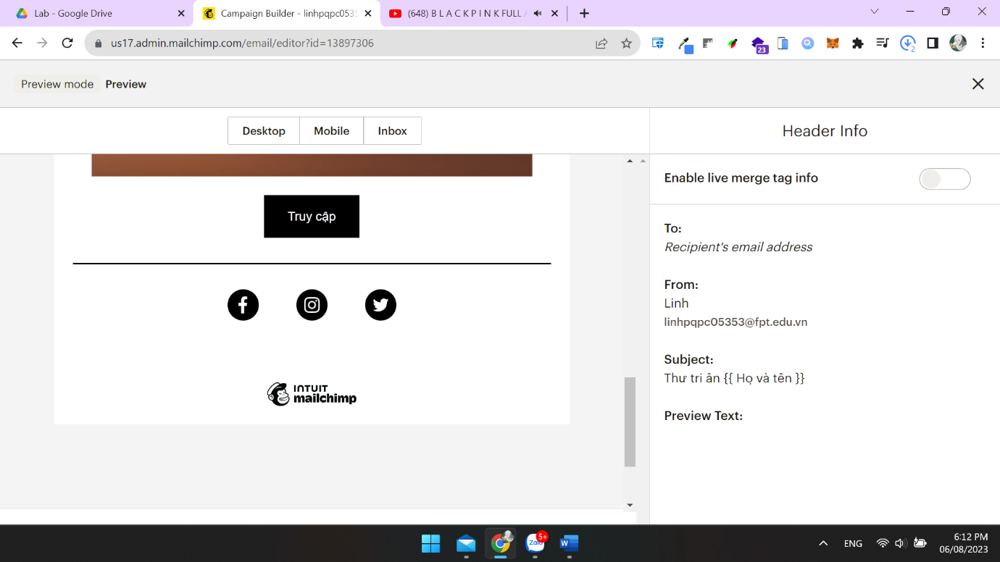 Lab - Google Drive
Campaign Builder - linhpqpc0535
(648) B L A C K P I N K FULL A
us17.admin.mailchimp.com/email/editor?id=13897306
23
2
Preview mode Preview
Desktop Mobile Inbox
Header Info
Enable live merge tag info
Truy cập
To:
Recipient's email address
From:
Linh
linhpqpc05353@fpt.edu.vn
Subject:
Thư tri ân {{ Họ và tên }}
Preview Text:
INTUIT
mailchimp
Zalo
5+
W
ENG
6:12 PM
06/08/2023